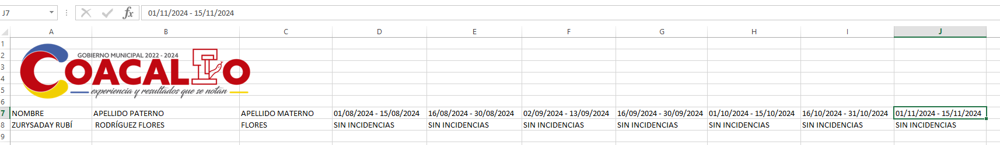 J7 fx 01/11/2024 - 15/11/2024
A B C D E F G H I J
1
2 GOBIERNO MUNICIPAL 2022 - 2024
3 COACALCO
4
5 experiencia y resultados que se notan
6
7 NOMBRE APELLIDO PATERNO APELLIDO MATERNO 01/08/2024 - 15/08/2024 16/08/2024 - 30/08/2024 02/09/2024 - 13/09/2024 16/09/2024 - 30/09/2024 01/10/2024 - 15/10/2024 16/10/2024 - 31/10/2024 01/11/2024 - 15/11/2024
8 ZURYSADAY RUBÍ RODRÍGUEZ FLORES FLORES SIN INCIDENCIAS SIN INCIDENCIAS SIN INCIDENCIAS SIN INCIDENCIAS SIN INCIDENCIAS SIN INCIDENCIAS SIN INCIDENCIAS
9